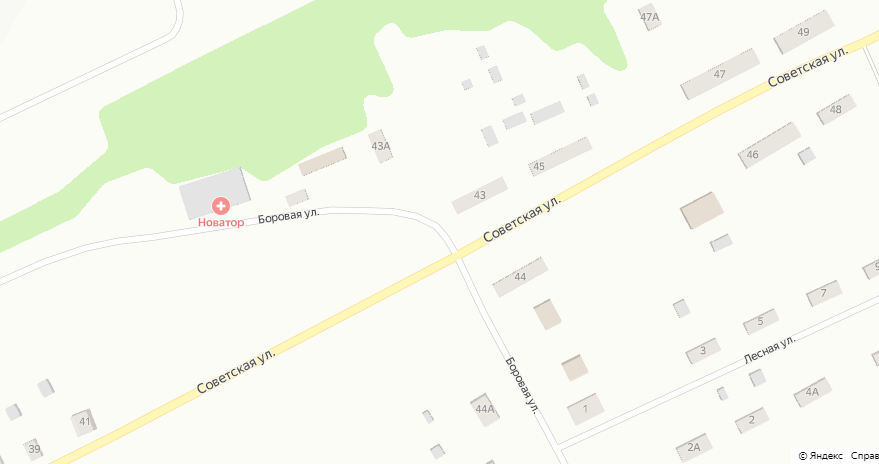 47А
49
Советская ул.
47
48
43А
45
46
43
Боровая ул.
Новатор
Советская ул.
44
9
7
5
3
Лесная ул.
Советская ул.
Боровая ул.
4А
44А
1
2
41
39
2А
© Яндекс Справ